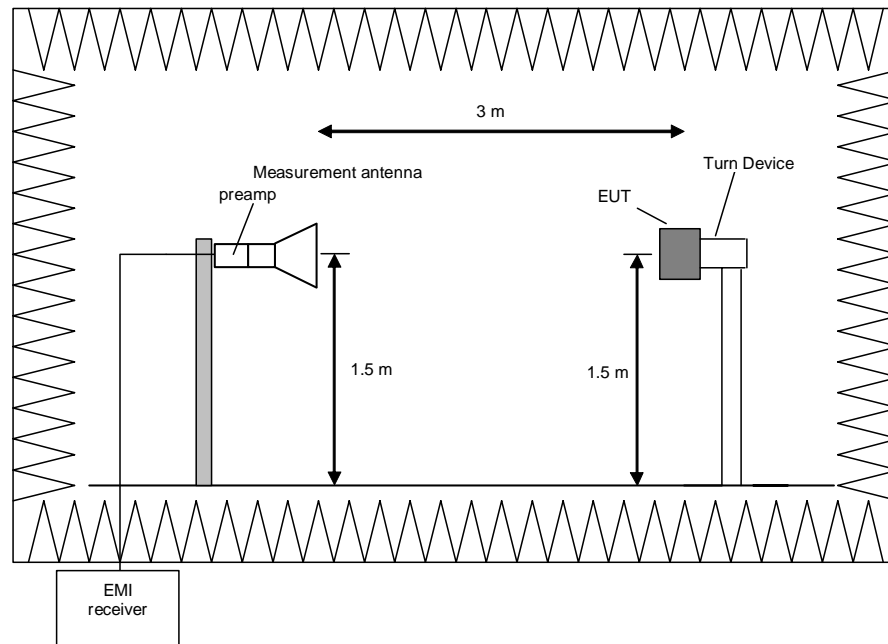 3 m
Measurement antenna
preamp
Turn Device
EUT
1.5 m
1.5 m
EMI
receiver